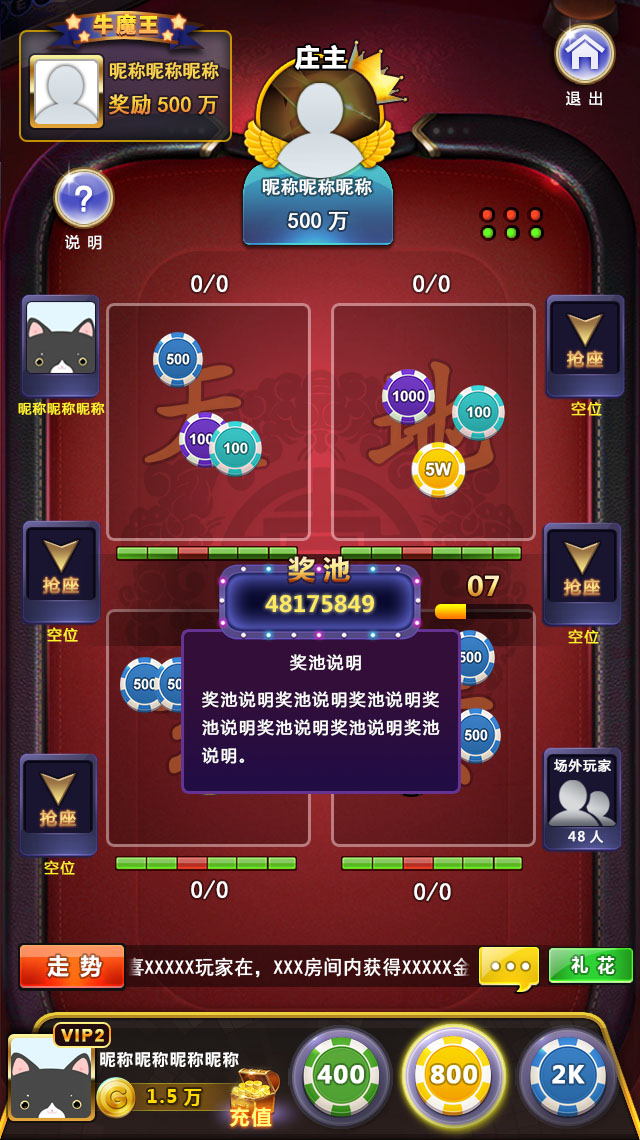 牛魔王
昵称昵称昵称
奖励 500 万
庄主
昵称昵称昵称
500 万
退出
?
说明
0/0
0/0
昵称昵称昵称
500
100
天
1000
100
5W
地
抢座
空位
抢座
空位
抢座
空位
奖池
48175849
07
500
500
奖池说明
奖池说明奖池说明奖池说明奖
池说明奖池说明奖池说明奖池
说明。
500
抢座
空位
场外玩家
48 人
0/0
0/0
走势
喜XXXXX玩家在，XXX房间内获得XXXXX金
礼花
VIP2
昵称昵称昵称昵称
G
1.5 万
充值
400
800
2K